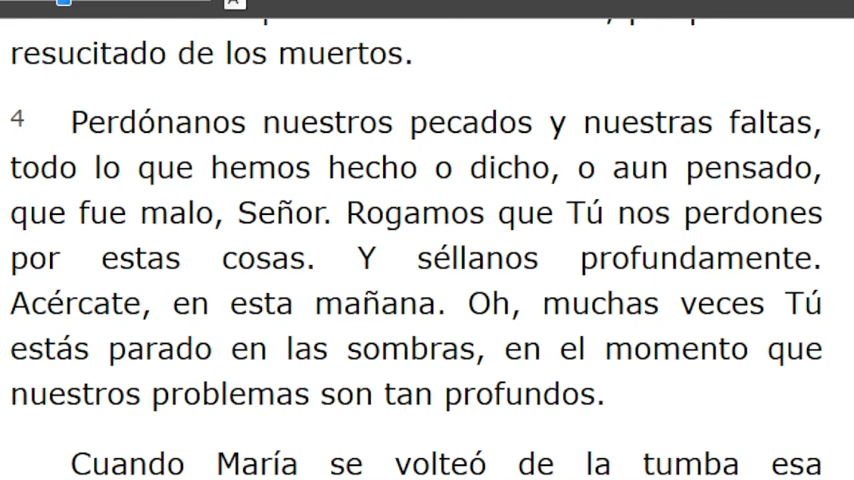 resucitado de los muertos.
4 Perdónanos nuestros pecados y nuestras faltas,
todo lo que hemos hecho o dicho, o aun pensado,
que fue malo, Señor. Rogamos que Tú nos perdones
por estas cosas. Y séllanos profundamente.
Acércate, en esta mañana. Oh, muchas veces Tú
estás parado en las sombras, en el momento que
nuestros problemas son tan profundos.
Cuando María se volteó de la tumba esa